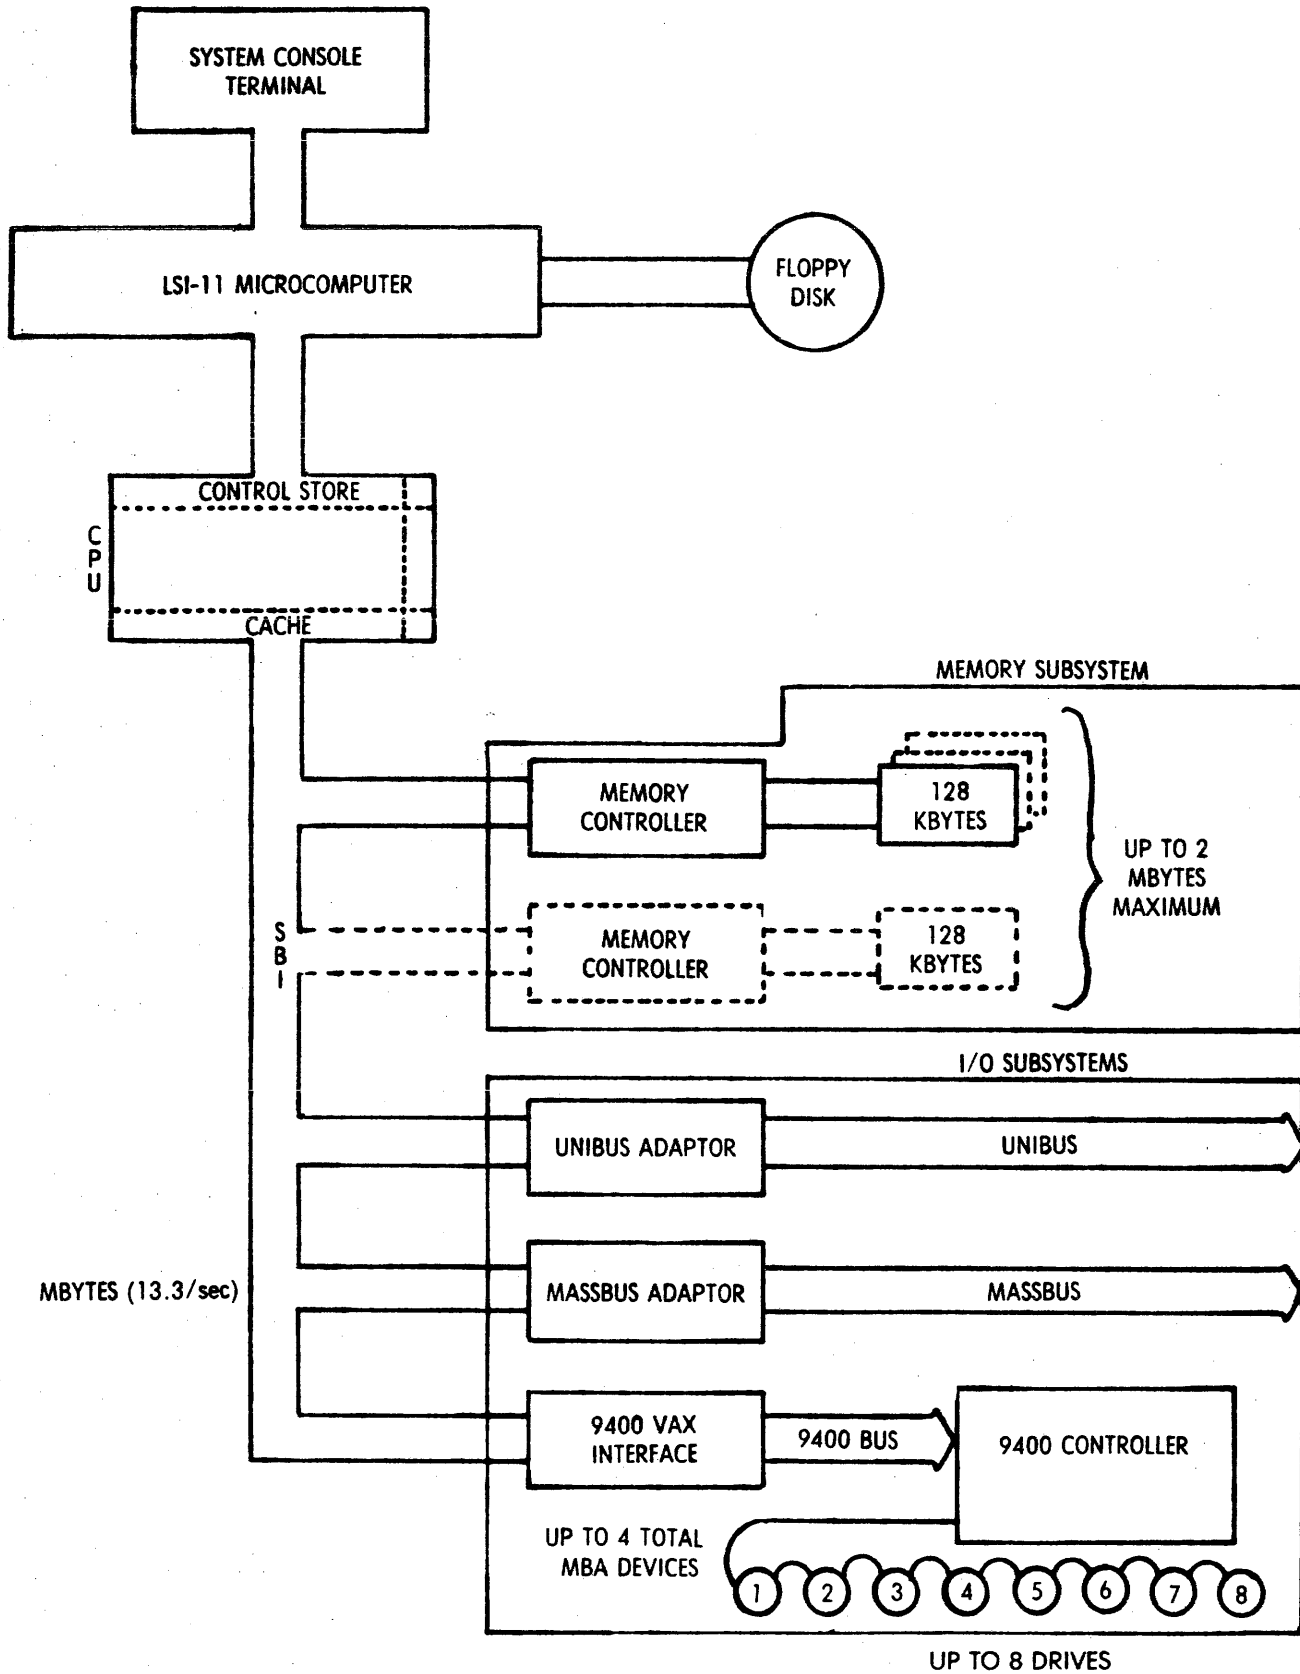 SYSTEM CONSOLE
TERMINAL
LSI-11 MICROCOMPUTER
FLOPPY
DISK
CONTROL STORE
C
P
U
CACHE
MEMORY SUBSYSTEM
MEMORY
CONTROLLER
128
KBYTES
UP TO 2
MBYTES
MAXIMUM
S
B
I
MEMORY
CONTROLLER
128
KBYTES
I/O SUBSYSTEMS
UNIBUS ADAPTOR
UNIBUS
MBYTES (13.3/sec)
MASSBUS ADAPTOR
MASSBUS
9400 VAX
INTERFACE
9400 BUS
9400 CONTROLLER
UP TO 4 TOTAL
MBA DEVICES
1 2 3 4 5 6 7 8
UP TO 8 DRIVES